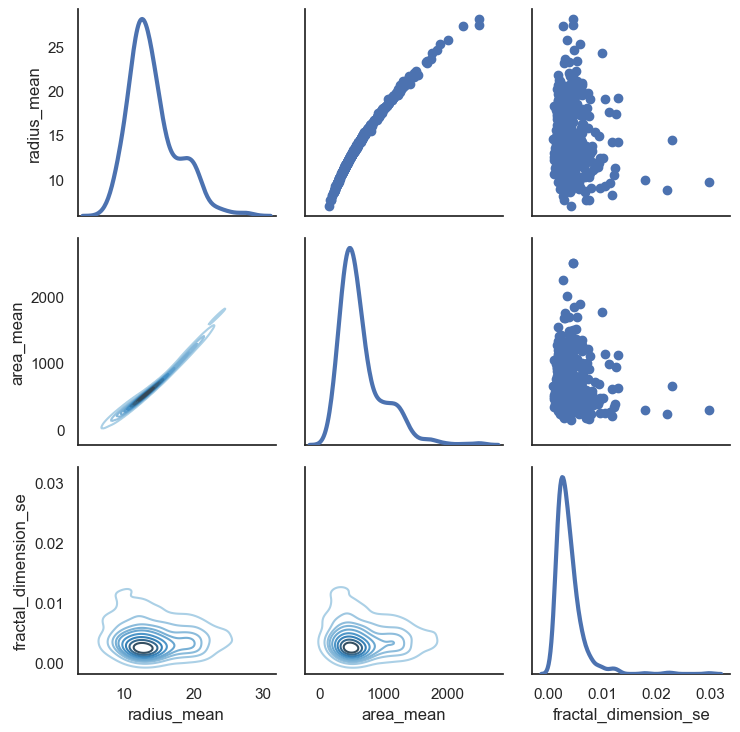 radius_mean
25
20
15
10
area_mean
2000
1000
0
fractal_dimension_se
0.03
0.02
0.01
0.00
10 20 30
0 1000 2000
0.00 0.01 0.02 0.03
radius_mean
area_mean
fractal_dimension_se